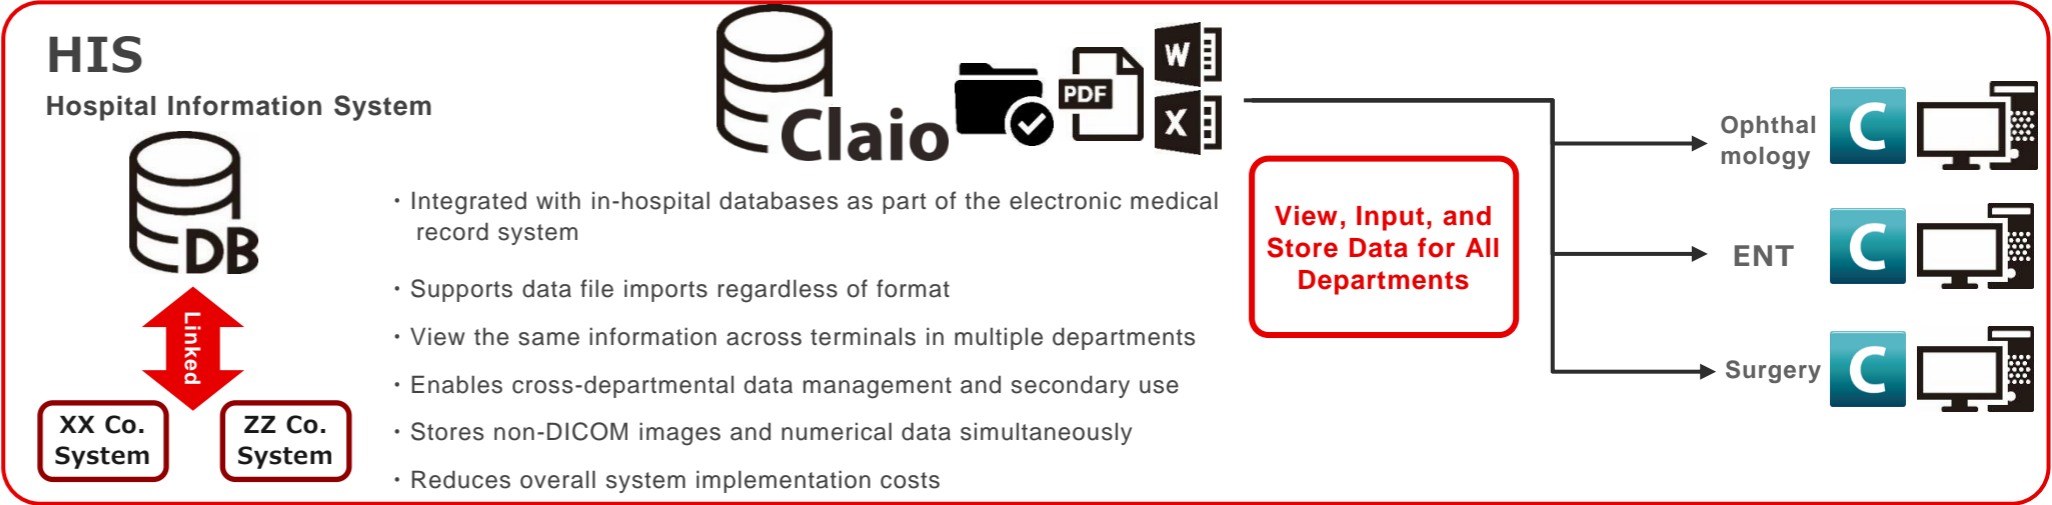 HIS
Hospital Information System
DB
Linked
XX Co.
System
ZZ Co.
System
Claio
PDF
W
X
・Integrated with in-hospital databases as part of the electronic medical
record system
・Supports data file imports regardless of format
・View the same information across terminals in multiple departments
・Enables cross-departmental data management and secondary use
・Stores non-DICOM images and numerical data simultaneously
・Reduces overall system implementation costs
View, Input, and
Store Data for All
Departments
Ophthal
mology
C
ENT
C
Surgery
C